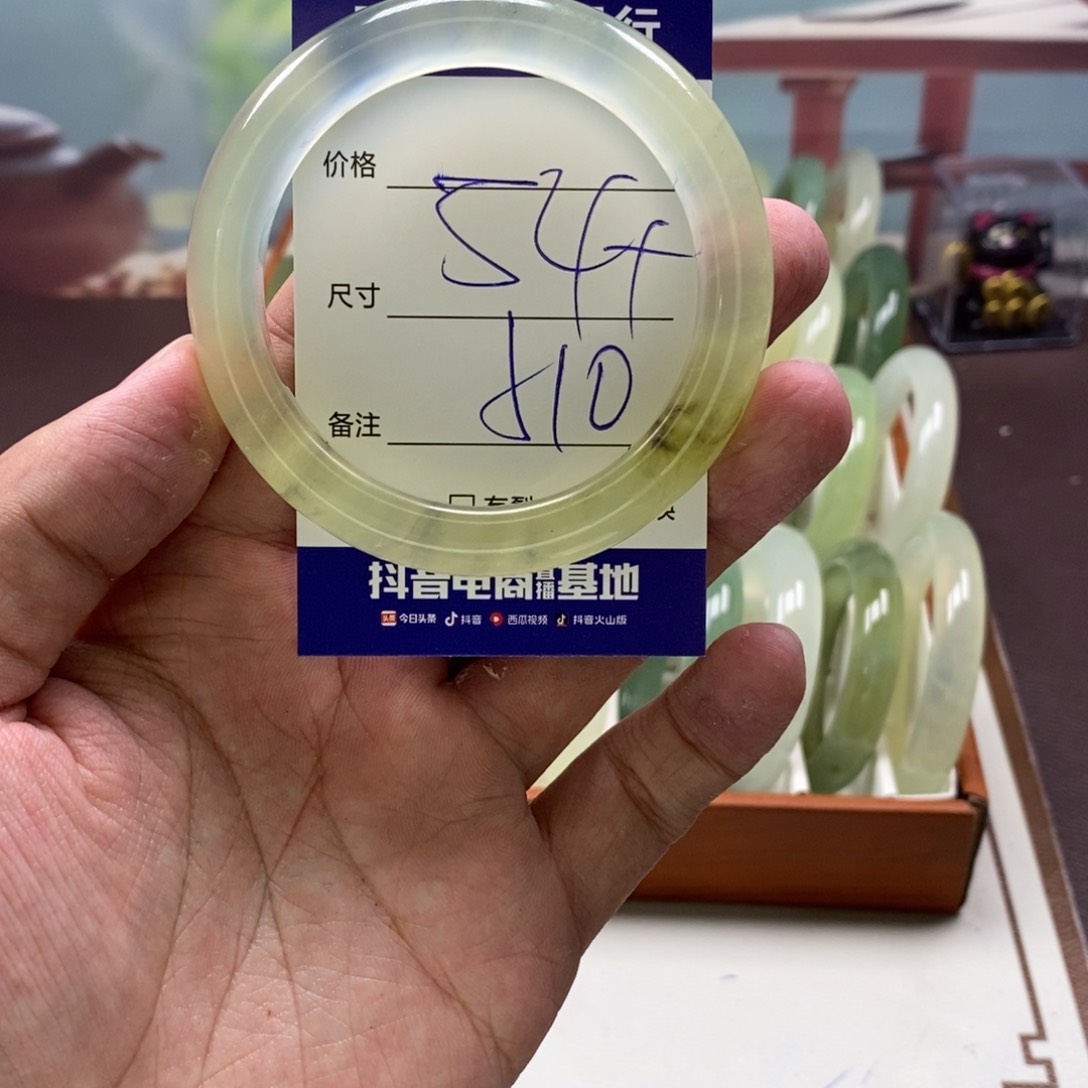 行
价格
54+
尺寸
810
备注
抖音电商直播基地
今日头条 抖音 西瓜视频 抖音火山版